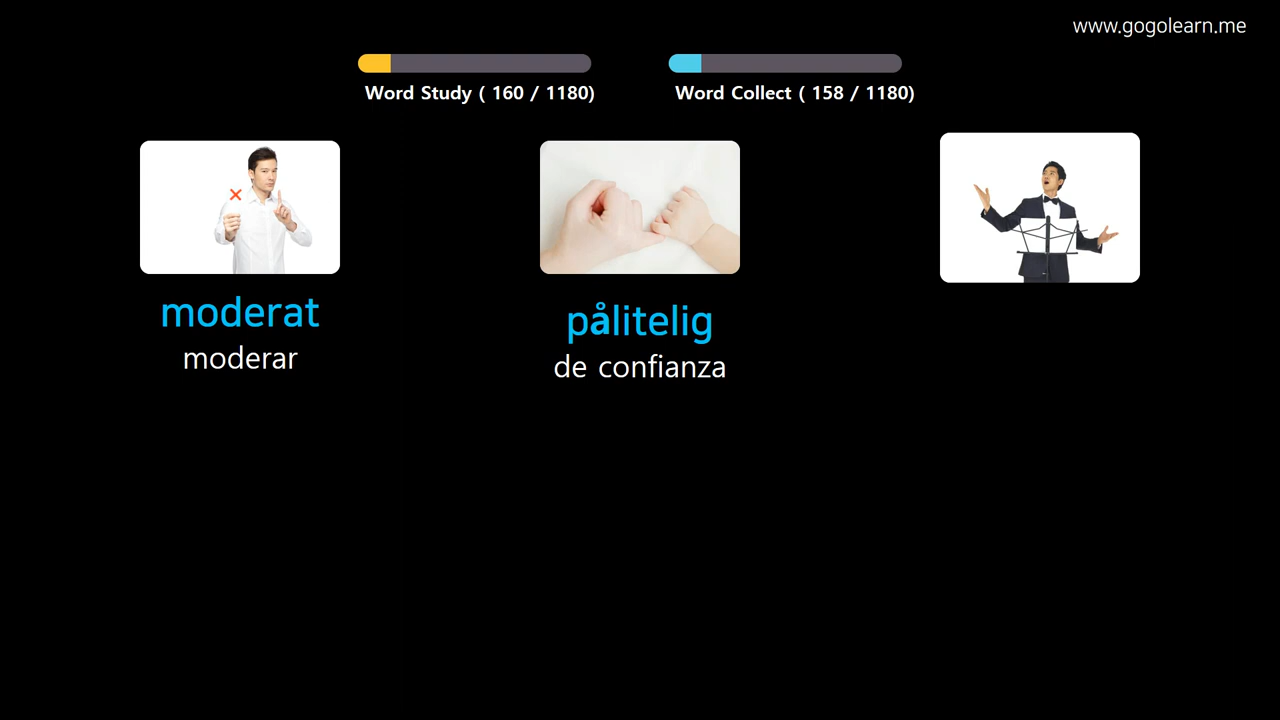 www.gogolearn.me
Word Study ( 160 / 1180)
Word Collect ( 158 / 1180)
moderat
moderar
pålitelig
de confianza